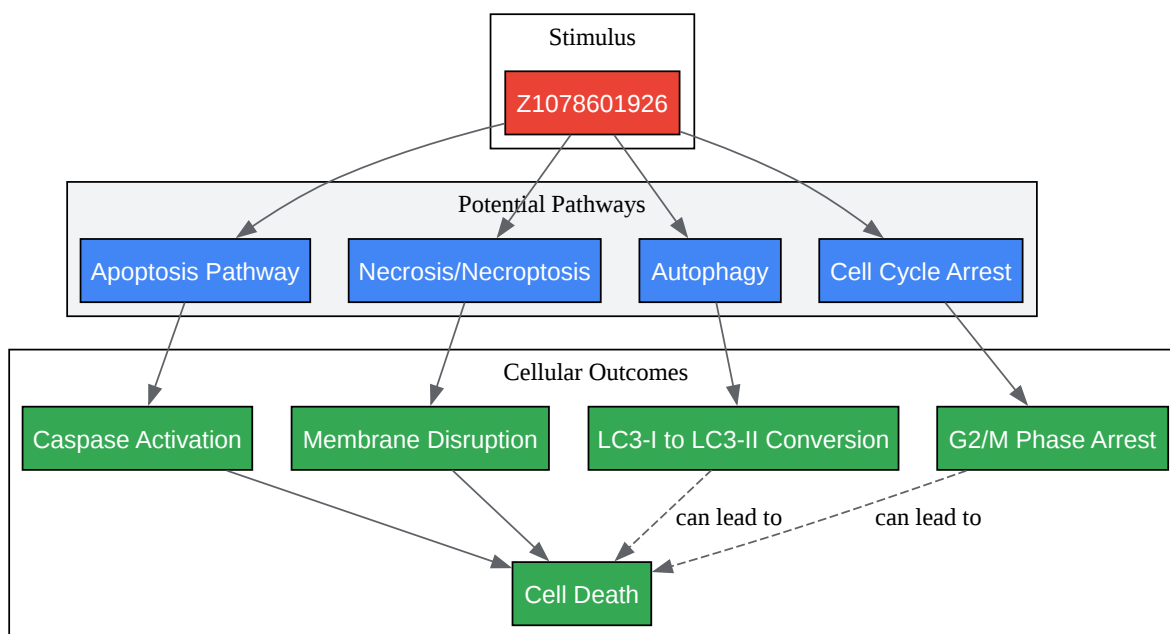 Stimulus
Z1078601926
Potential Pathways
Apoptosis Pathway
Necrosis/Necroptosis
Autophagy
Cell Cycle Arrest
Cellular Outcomes
Caspase Activation
Membrane Disruption
LC3-I to LC3-II Conversion
G2/M Phase Arrest
can lead to
can lead to
Cell Death